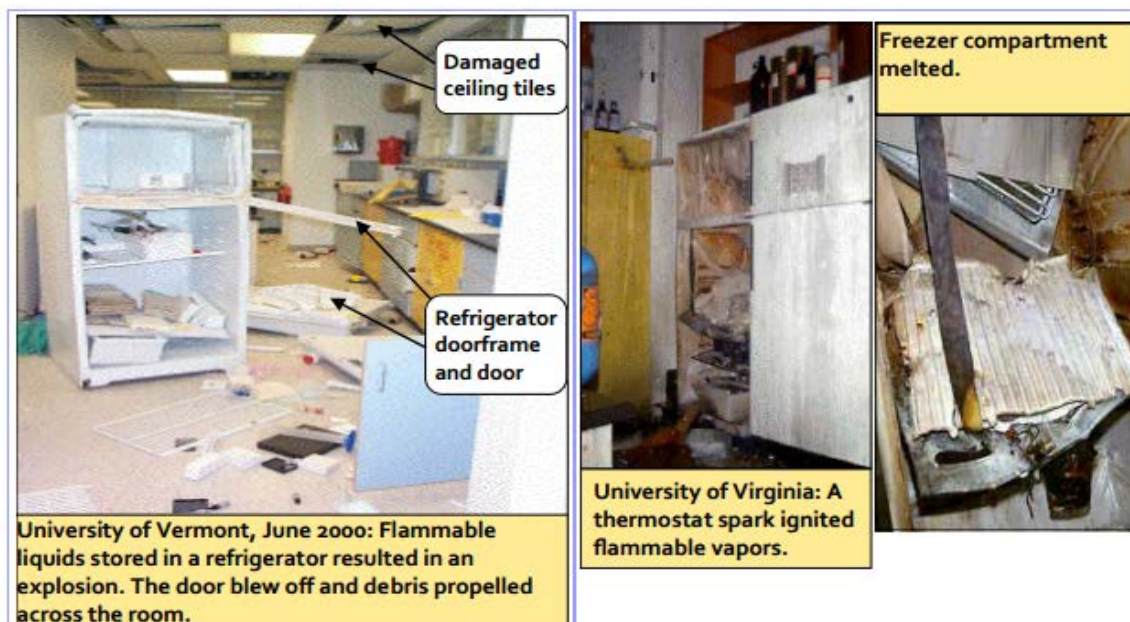 Damaged
ceiling tiles
Refrigerator
doorframe
and door
University of Vermont, June 2000: Flammable
liquids stored in a refrigerator resulted in an
explosion. The door blew off and debris propelled
across the room.
University of Virginia: A
thermostat spark ignited
flammable vapors.
Freezer compartment
melted.